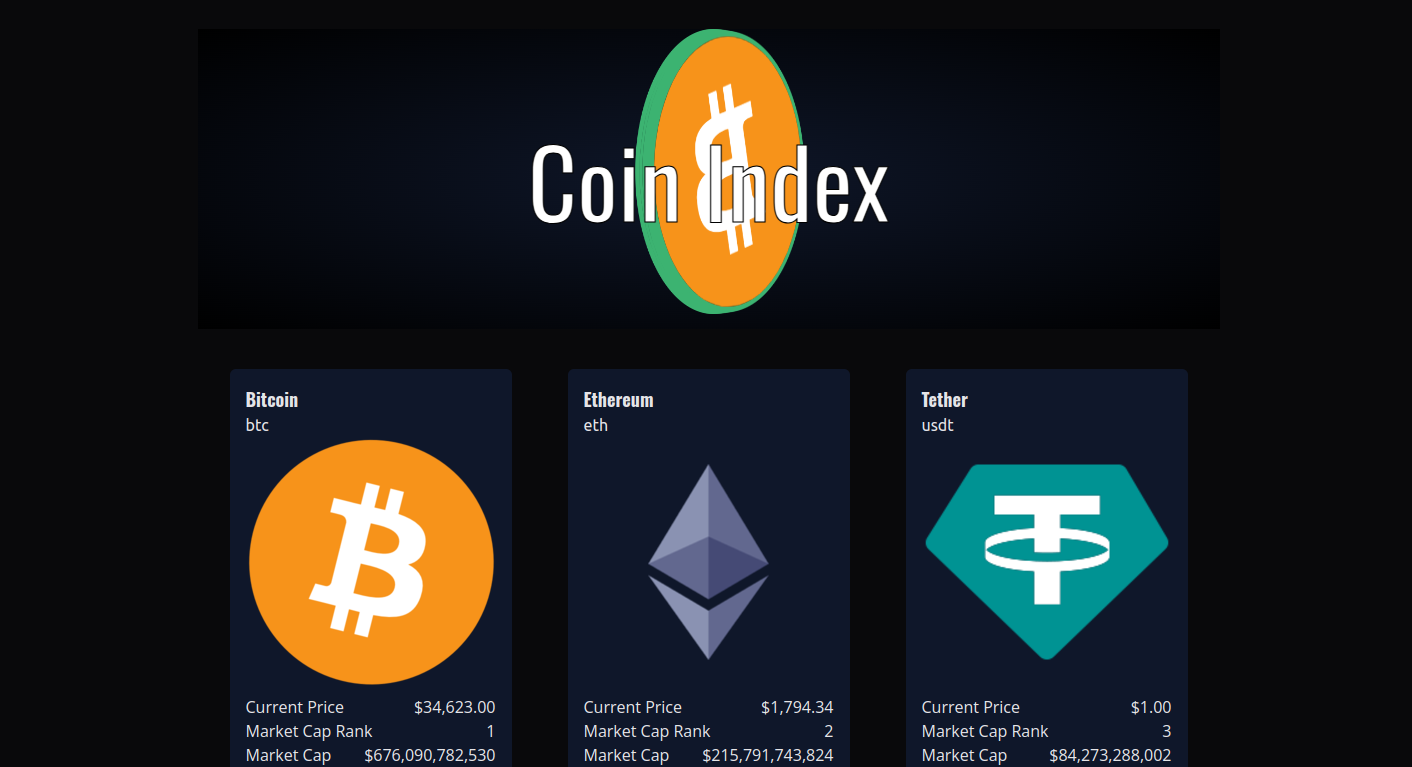 Coin Index
Bitcoin
btc
Current Price $34,623.00
Market Cap Rank 1
Market Cap $676,090,782,530
Ethereum
eth
Current Price $1,794.34
Market Cap Rank 2
Market Cap $215,791,743,824
Tether
usdt
Current Price $1.00
Market Cap Rank 3
Market Cap $84,273,288,002